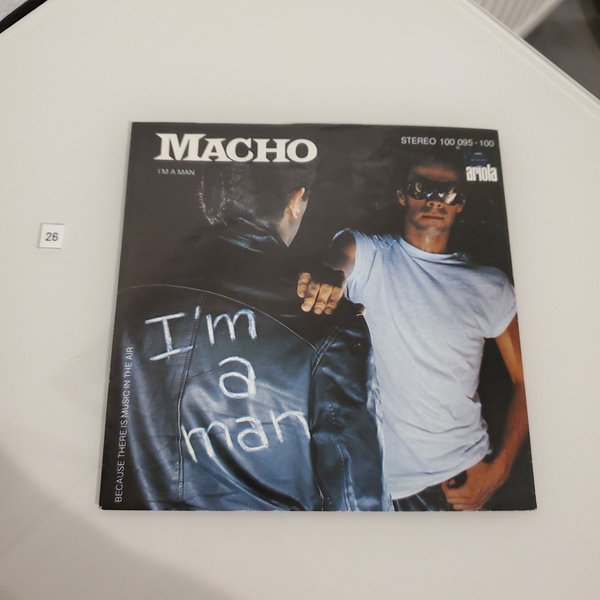 MACHO
I'M A MAN
STEREO 100 095-100
ariola
26
I'm
a
man
BECAUSE THERE IS MUSIC IN THE AIR